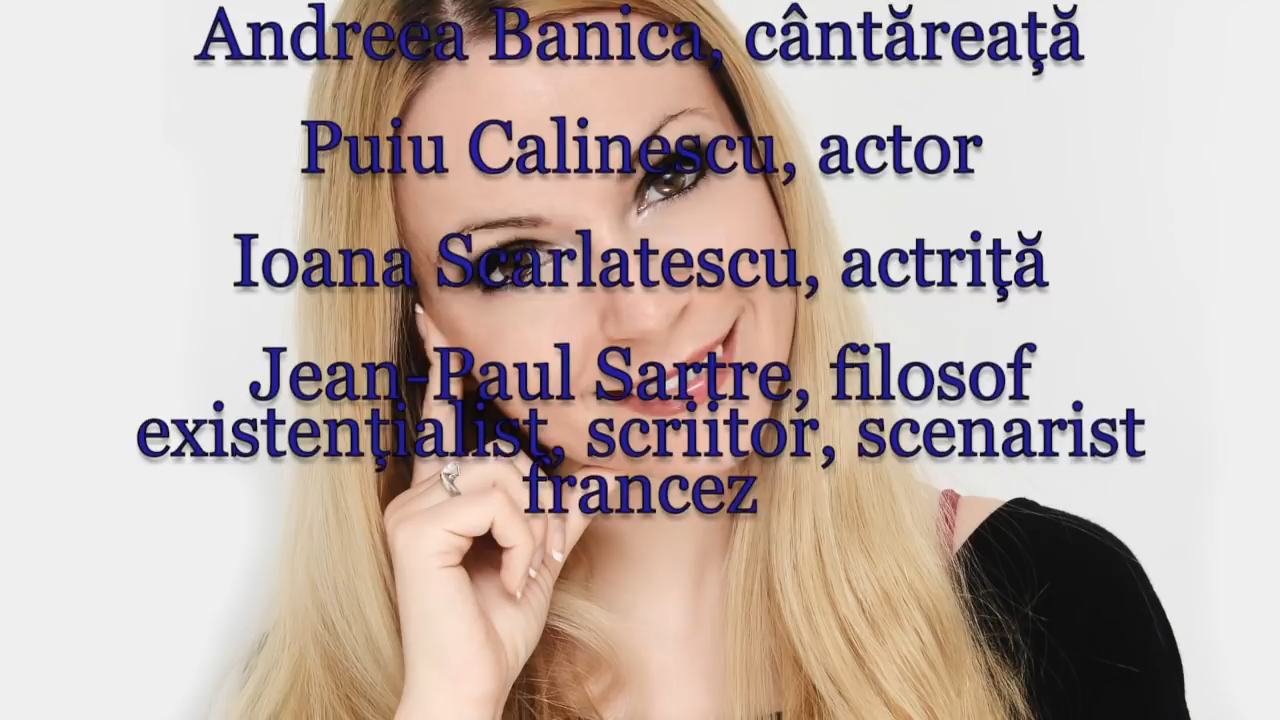 Andreea Banica, cântăreaţă
Puiu Calinescu, actor
Ioana Scarlatescu, actriţă
Jean-Paul Sartre, filosof
existenţialist, scriitor, scenarist
francez